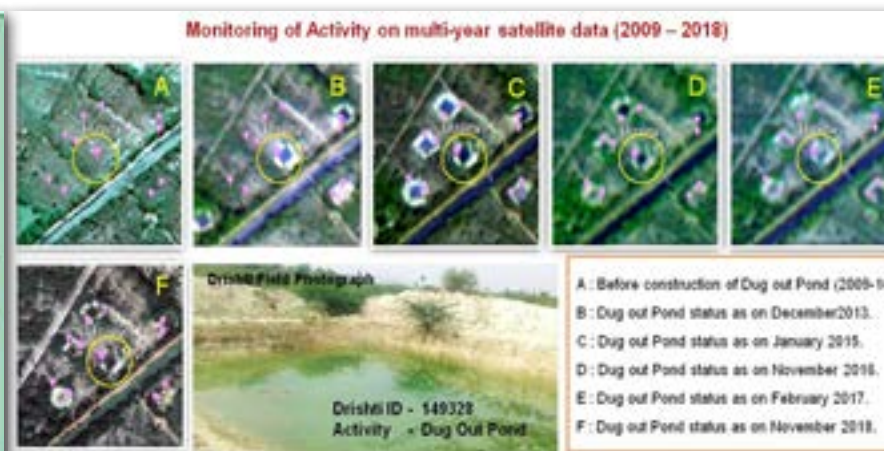 Monitoring of Activity on multi-year satellite data (2009 – 2018)
A
B
C
D
E
F
Drishti Field Photograph
Drishti ID - 149328
Activity - Dug Out Pond
A : Before construction of Dug out Pond (2009-1
B : Dug out Pond status as on December2013.
C : Dug out Pond status as on January 2015.
D : Dug out Pond status as on November 2016.
E : Dug out Pond status as on February 2017.
F : Dug out Pond status as on November 2018.